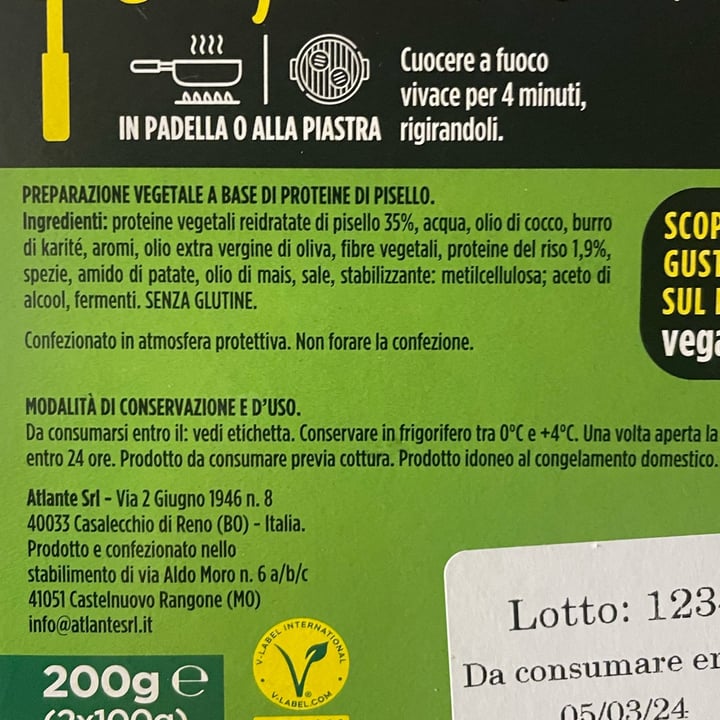 Cuocere a fuoco
vivace per 4 minuti,
IN PADELLA O ALLA PIASTRA rigirandoli.
PREPARAZIONE VEGETALE A BASE DI PROTEINE DI PISELLO.
Ingredienti: proteine vegetali reidratate di pisello 35%, acqua, olio di cocco, burro
di karité, aromi, olio extra vergine di oliva, fibre vegetali, proteine del riso 1,9%,
spezie, amido di patate, olio di mais, sale, stabilizzante: metilcellulosa; aceto di
alcool, fermenti. SENZA GLUTINE.
Confezionato in atmosfera protettiva. Non forare la confezione.
SCOP
GUST
SUL
vega
MODALITÀ DI CONSERVAZIONE E D'USO.
Da consumarsi entro il: vedi etichetta. Conservare in frigorifero tra 0°C e +4°C. Una volta aperta la
entro 24 ore. Prodotto da consumare previa cottura. Prodotto idoneo al congelamento domestico.
Atlante Srl - Via 2 Giugno 1946 n. 8
40033 Casalecchio di Reno (BO) - Italia.
Prodotto e confezionato nello
stabilimento di via Aldo Moro n. 6 a/b/c
41051 Castelnuovo Rangone (MO)
info@atlantesrl.it
V-LABEL INTERNATIONAL
V-LABEL.COM
200g e
(2x100g)
Lotto: 123
Da consumare en
05/03/24